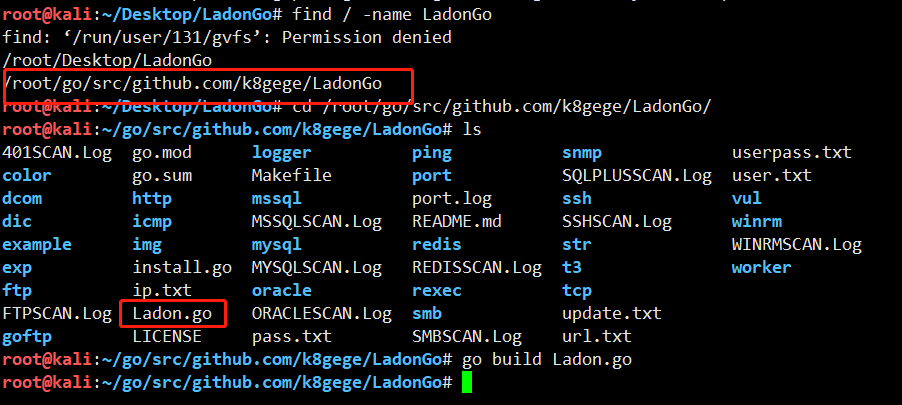 root@kali:~/Desktop/LadonGo# find / -name LadonGo
find: ‘/run/user/131/gvfs’: Permission denied
/root/Desktop/LadonGo
/root/go/src/github.com/k8gege/LadonGo
root@kali:~/Desktop/LadonGo# cd /root/go/src/github.com/k8gege/LadonGo/
root@kali:~/go/src/github.com/k8gege/LadonGo# ls
401SCAN.Log go.mod logger ping snmp userpass.txt
color go.sum Makefile port SQLPLUSSCAN.Log user.txt
dcom http mssql port.log ssh vul
dic icmp MSSQLSCAN.Log README.md SSHSCAN.Log winrm
example img mysql redis str WINRMSCAN.Log
exp install.go MYSQLSCAN.Log REDISSCAN.Log t3 worker
ftp ip.txt oracle rexec tcp
FTPSCAN.Log Ladon.go ORACLESCAN.Log smb update.txt
goftp LICENSE pass.txt SMBSCAN.Log url.txt
root@kali:~/go/src/github.com/k8gege/LadonGo# go build Ladon.go
root@kali:~/go/src/github.com/k8gege/LadonGo#